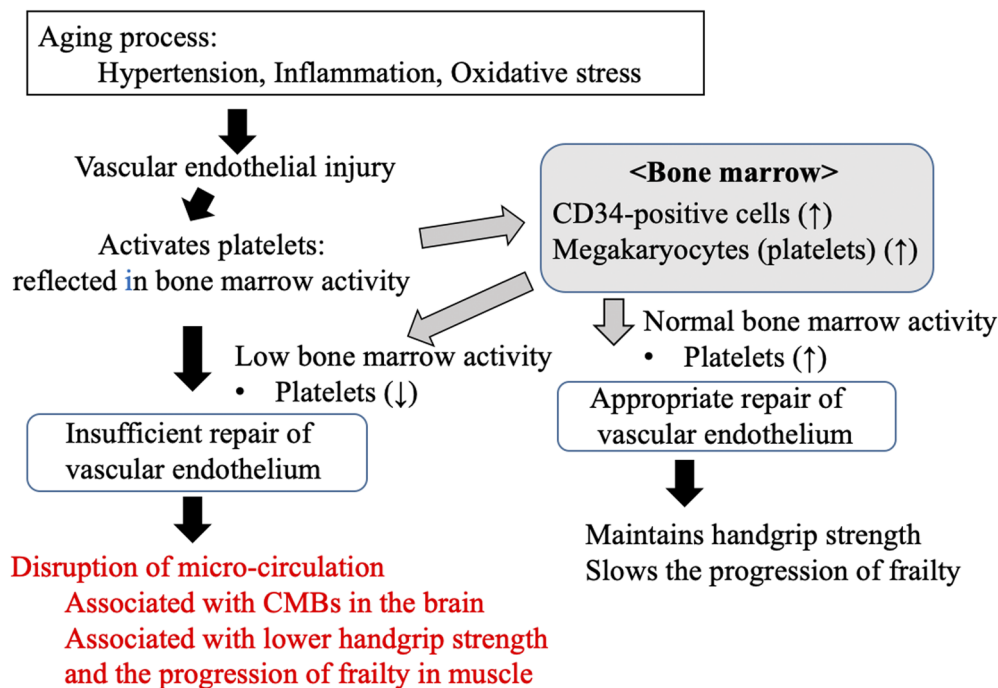 Aging process:
Hypertension, Inflammation, Oxidative stress
Vascular endothelial injury
Activates platelets:
reflected in bone marrow activity
<Bone marrow>
CD34-positive cells (↑)
Megakaryocytes (platelets) (↑)
Low bone marrow activity
• Platelets (↓)
Normal bone marrow activity
• Platelets (↑)
Insufficient repair of
vascular endothelium
Appropriate repair of
vascular endothelium
Disruption of micro-circulation
Associated with CMBs in the brain
Associated with lower handgrip strength
and the progression of frailty in muscle
Maintains handgrip strength
Slows the progression of frailty